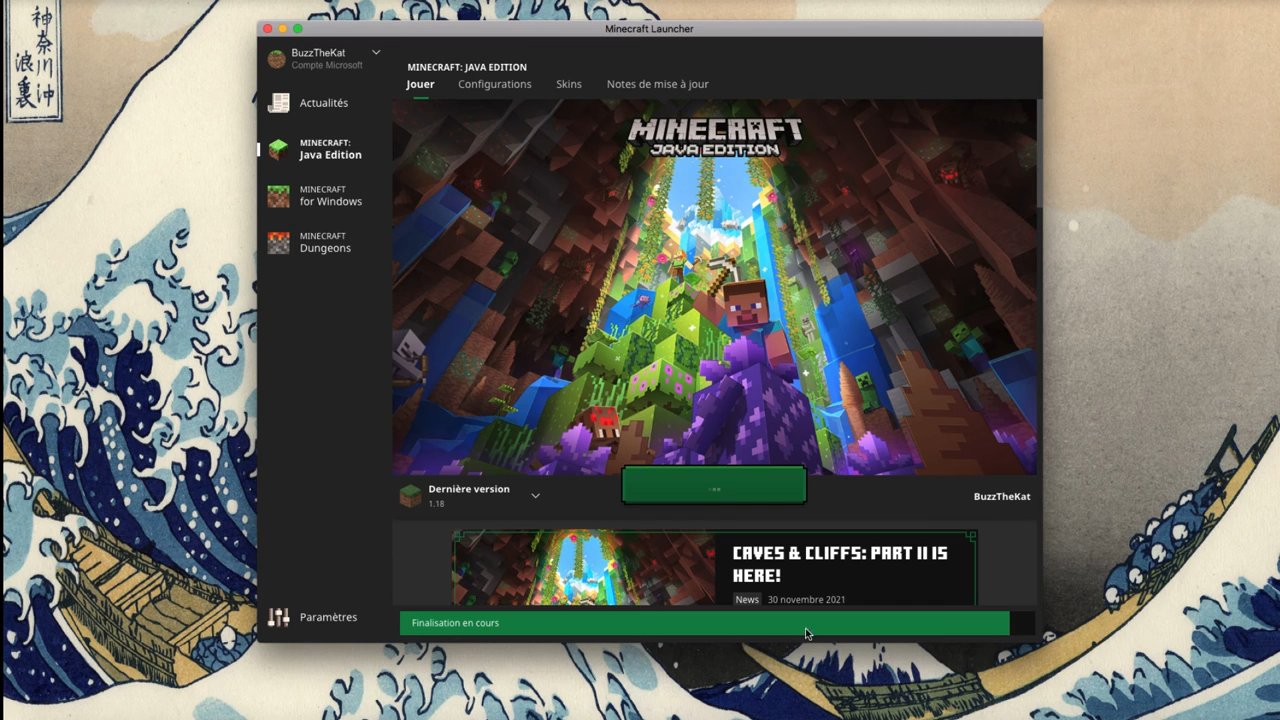 神奈川沖
浪裏
Minecraft Launcher
BuzzTheKat
Compte Microsoft
Actualités
MINECRAFT:
Java Edition
MINECRAFT
for Windows
MINECRAFT
Dungeons
Paramètres
MINECRAFT: JAVA EDITION
Jouer
Configurations
Skins
Notes de mise à jour
MINECRAFT
JAVA EDITION
Dernière version
1.18
...
BuzzTheKat
CAVES & CLIFFS: PART II IS
HERE!
News
30 novembre 2021
Finalisation en cours